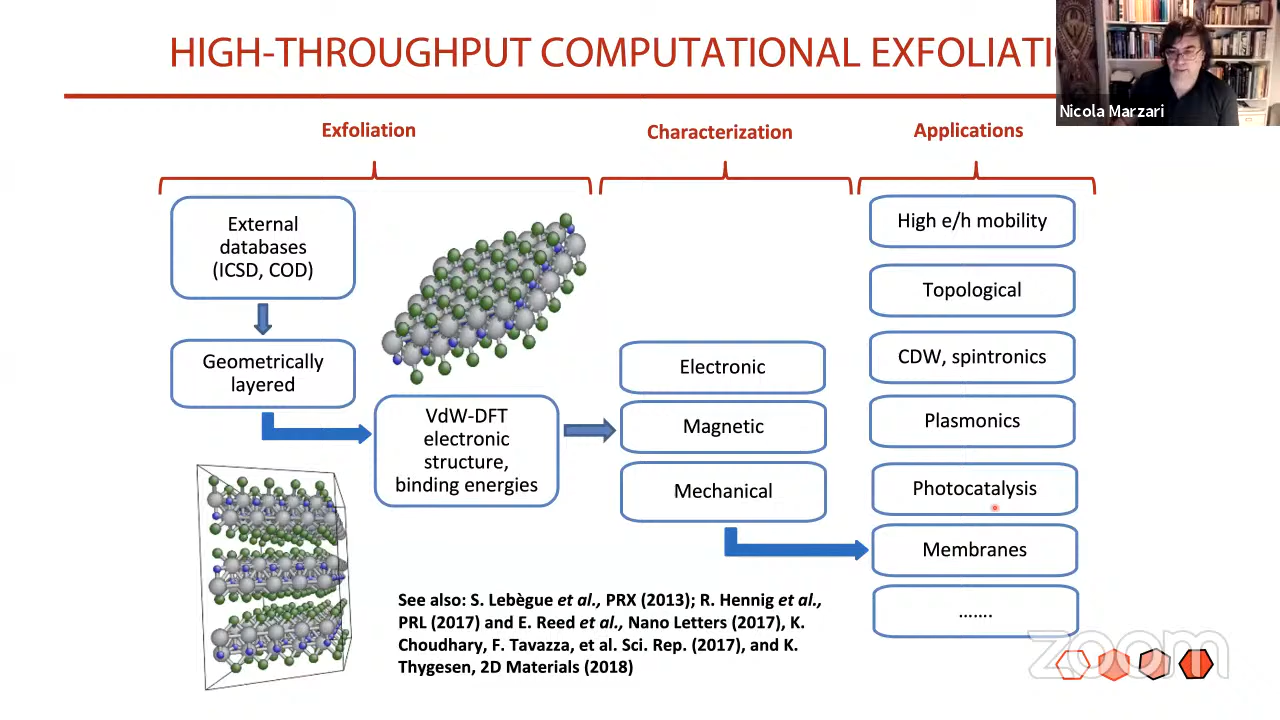 HIGH-THROUGHPUT COMPUTATIONAL EXFOLIATIO
Nicola Marzari
Exfoliation
Characterization
Applications
External
databases
(ICSD, COD)
Geometrically
layered
VdW-DFT
electronic
structure,
binding energies
Electronic
Magnetic
Mechanical
High e/h mobility
Topological
CDW, spintronics
Plasmonics
Photocatalysis
Membranes
.......
See also: S. Lebègue et al., PRX (2013); R. Hennig et al.,
PRL (2017) and E. Reed et al., Nano Letters (2017), K.
Choudhary, F. Tavazza, et al. Sci. Rep. (2017), and K.
Thygesen, 2D Materials (2018)
zoom